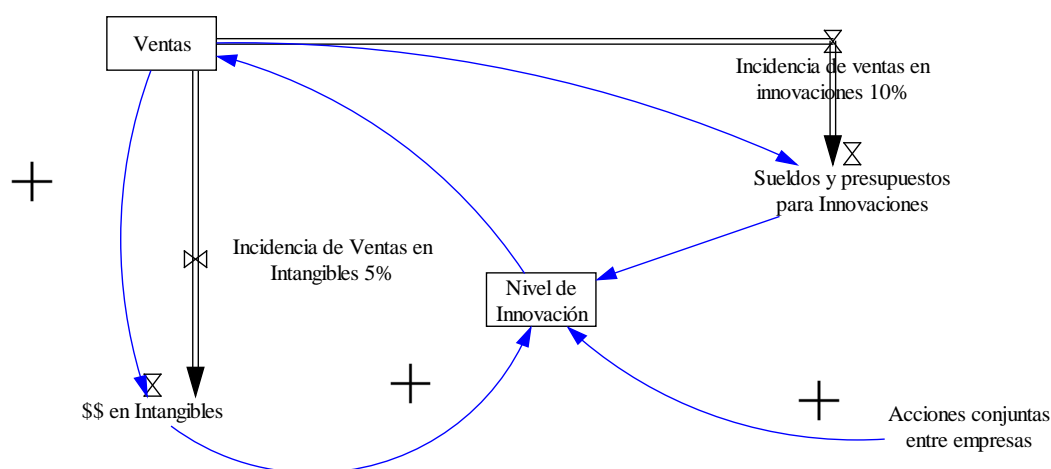 Ventas
Incidencia de ventas en
innovaciones 10%
Sueldos y presupuestos
para Innovaciones
Incidencia de Ventas en
Intangibles 5%
Nivel de
Innovación
$$ en Intangibles
Acciones conjuntas
entre empresas